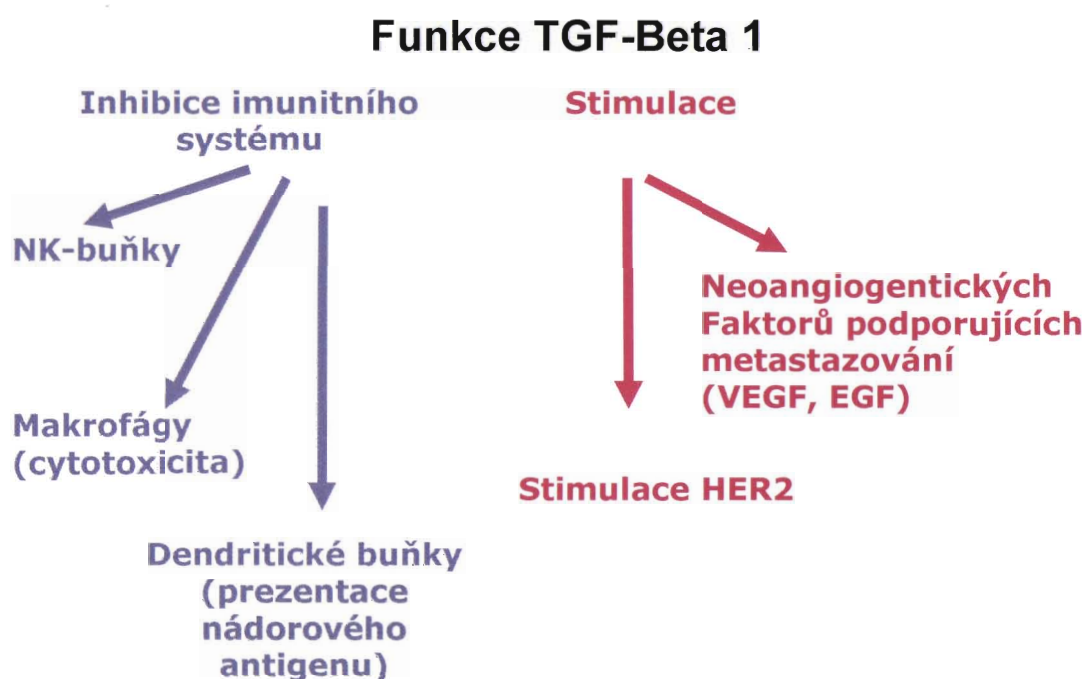 Funkce TGF-Beta 1
Inhibice imunitního
systému
Stimulace
NK-buňky
Neoangiogentických
Faktorů podporujících
metastazování
(VEGF, EGF)
Makrofágy
(cytotoxicita)
Stimulace HER2
Dendritické buňky
(prezentace
nádorového
antigenu)